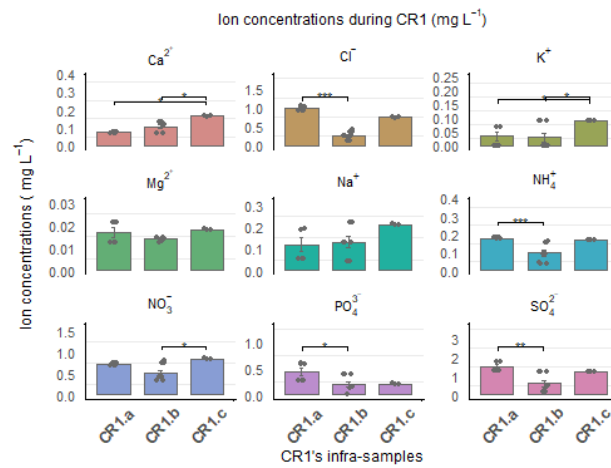 Ion concentrations during CR1 (mg L⁻¹)
Ca²⁺ Cl⁻ K⁺
0.4 0.3 0.2 0.1 0.0
* *
1.5 1.0 0.5 0.0
***
0.25 0.20 0.15 0.10 0.05 0.00
* *
Mg²⁺ Na⁺ NH₄⁺
0.03 0.02 0.01 0.00
0.3 0.2 0.1 0.0
0.4 0.3 0.2 0.1 0.0
***
NO₃⁻ PO₄³⁻ SO₄²⁻
1.5 1.0 0.5 0.0
*
1.5 1.0 0.5 0.0
*
3 2 1 0
**
CR1.a CR1.b CR1.c CR1.a CR1.b CR1.c CR1.a CR1.b CR1.c
CR1's infra-samples
Ion concentrations ( mg L⁻¹)